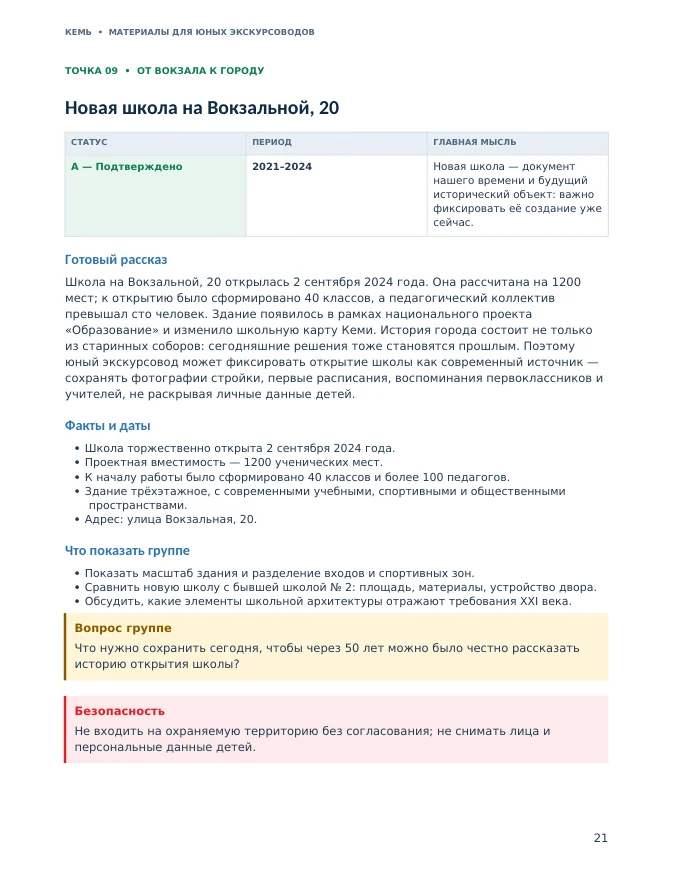 КЕМЬ • МАТЕРИАЛЫ ДЛЯ ЮНЫХ ЭКСКУРСОВОДОВ
ТОЧКА 09 • ОТ ВОКЗАЛА К ГОРОДУ
Новая школа на Вокзальной, 20
СТАТУС
ПЕРИОД
ГЛАВНАЯ МЫСЛЬ
А — Подтверждено
2021–2024
Новая школа — документ
нашего времени и будущий
исторический объект: важно
фиксировать её создание уже
сейчас.
Готовый рассказ
Школа на Вокзальной, 20 открылась 2 сентября 2024 года. Она рассчитана на 1200
мест; к открытию было сформировано 40 классов, а педагогический коллектив
превышал сто человек. Здание появилось в рамках национального проекта
«Образование» и изменило школьную карту Кеми. История города состоит не только
из старинных соборов: сегодняшние решения тоже становятся прошлым. Поэтому
юный экскурсовод может фиксировать открытие школы как современный источник —
сохранять фотографии стройки, первые расписания, воспоминания первоклассников и
учителей, не раскрывая личные данные детей.
Факты и даты
• Школа торжественно открыта 2 сентября 2024 года.
• Проектная вместимость — 1200 ученических мест.
• К началу работы было сформировано 40 классов и более 100 педагогов.
• Здание трёхэтажное, с современными учебными, спортивными и общественными
пространствами.
• Адрес: улица Вокзальная, 20.
Что показать группе
• Показать масштаб здания и разделение входов и спортивных зон.
• Сравнить новую школу с бывшей школой № 2: площадь, материалы, устройство двора.
• Обсудить, какие элементы школьной архитектуры отражают требования XXI века.
Вопрос группе
Что нужно сохранить сегодня, чтобы через 50 лет можно было честно рассказать
историю открытия школы?
Безопасность
Не входить на охраняемую территорию без согласования; не снимать лица и
персональные данные детей.
21